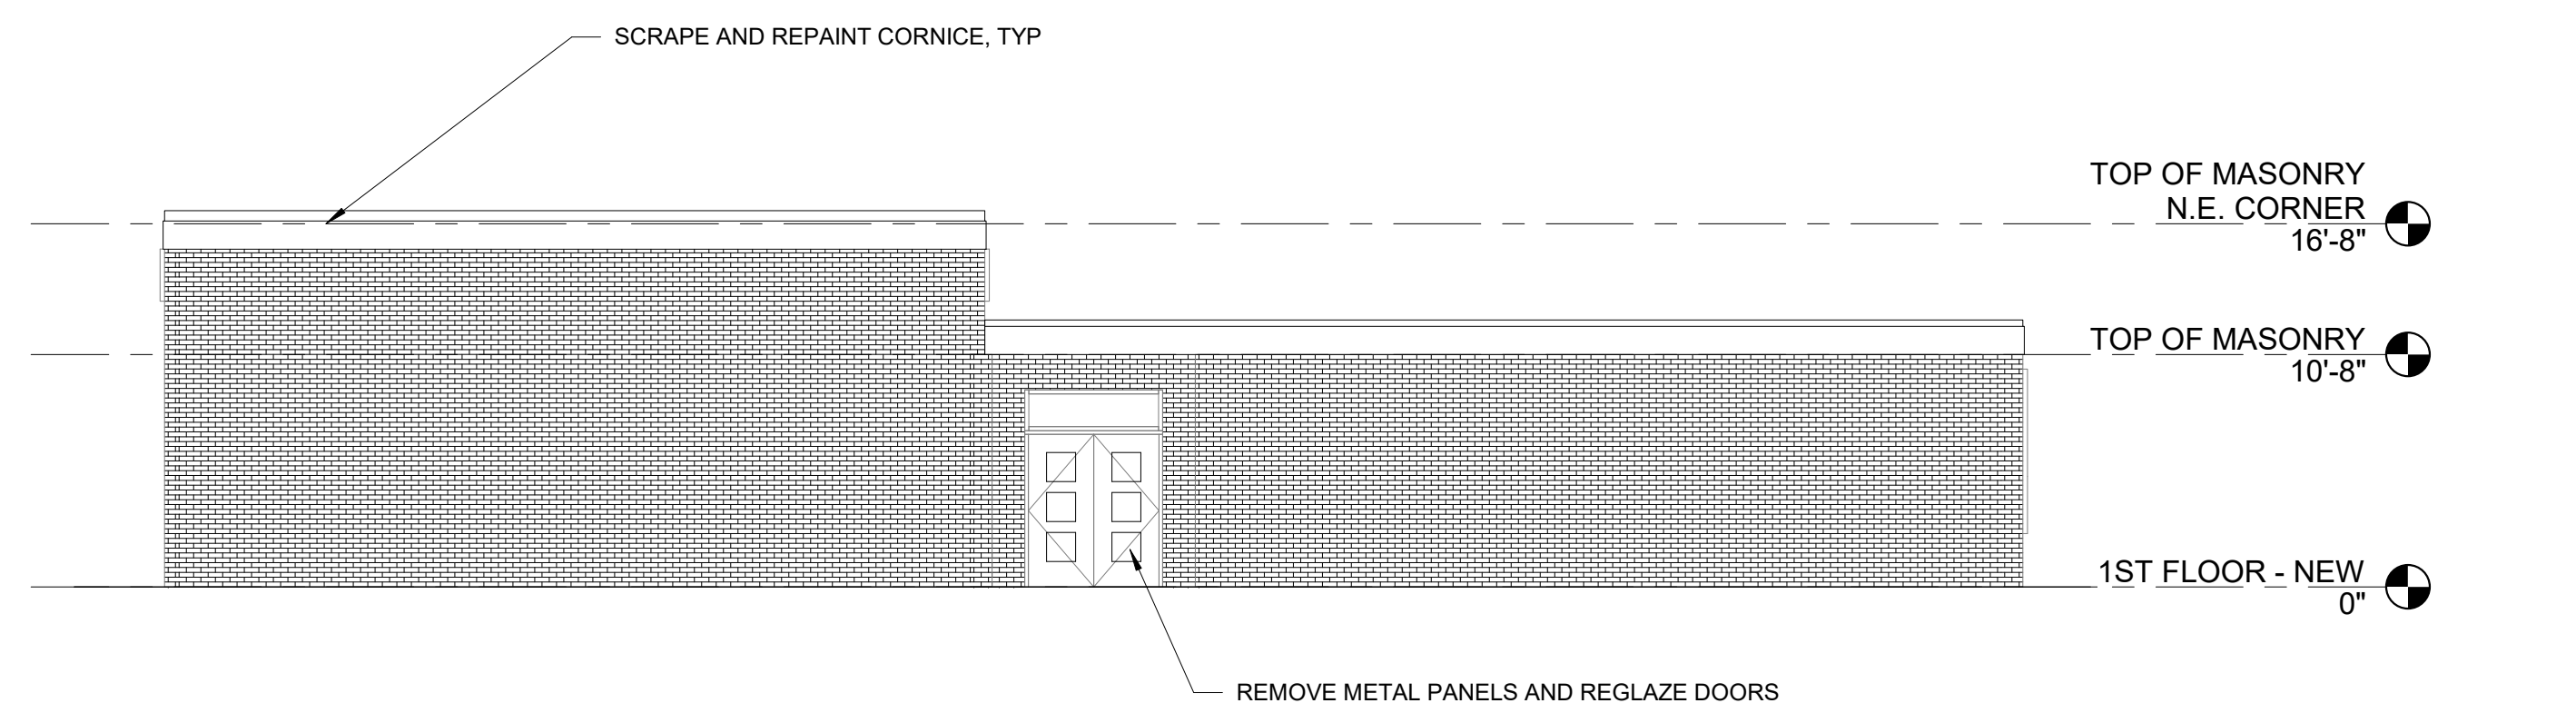 SCRAPE AND REPAINT CORNICE, TYP
TOP OF MASONRY
N.E. CORNER
16'-8"
TOP OF MASONRY
10'-8"
1ST FLOOR - NEW
0"
REMOVE METAL PANELS AND REGLAZE DOORS